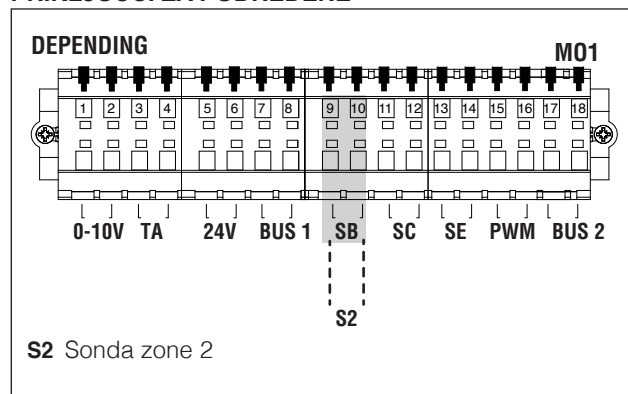 DEPENDING
M01
1 2 3 4 5 6 7 8 9 10 11 12 13 14 15 16 17 18
0-10V TA 24V BUS 1 SB SC SE PWM BUS 2
S2
S2 Sonda zone 2